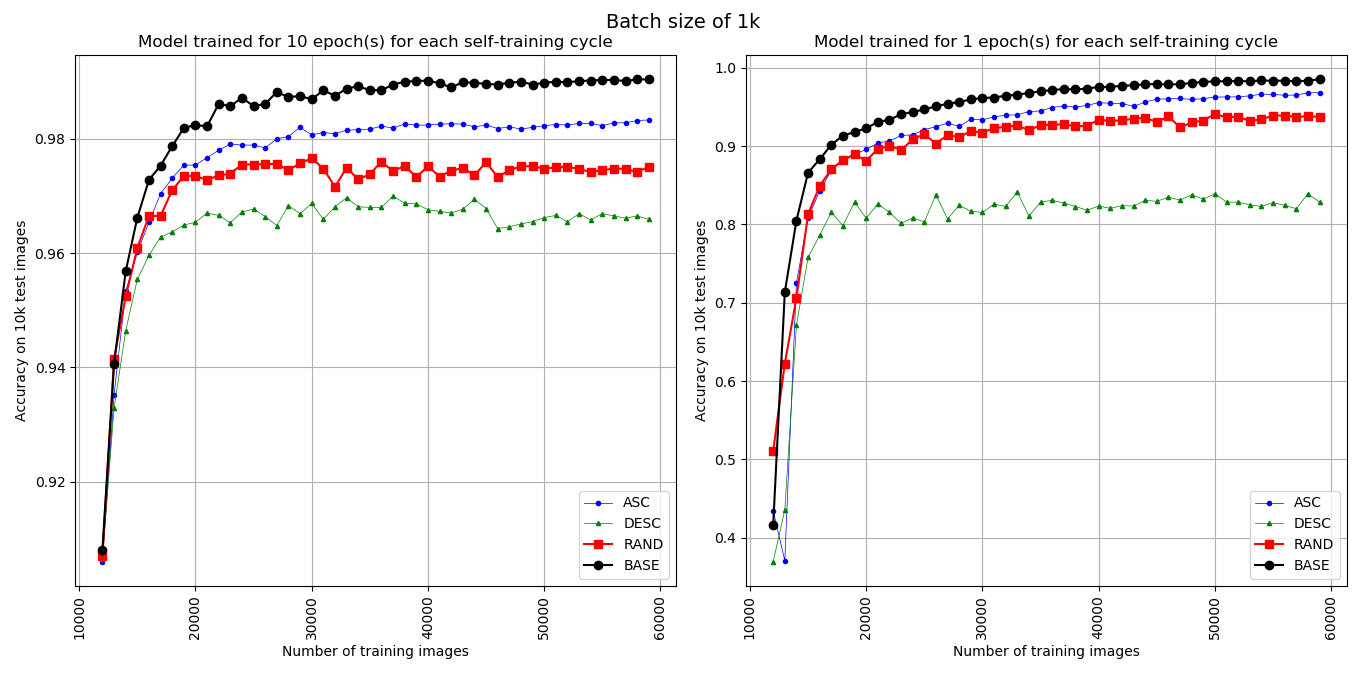 Batch size of 1k
Model trained for 10 epoch(s) for each self-training cycle
Accuracy on 10k test images
0.98
0.96
0.94
0.92
10000
20000
30000
40000
50000
60000
Number of training images
ASC
DESC
RAND
BASE
Model trained for 1 epoch(s) for each self-training cycle
Accuracy on 10k test images
1.0
0.9
0.8
0.7
0.6
0.5
0.4
10000
20000
30000
40000
50000
60000
Number of training images
ASC
DESC
RAND
BASE